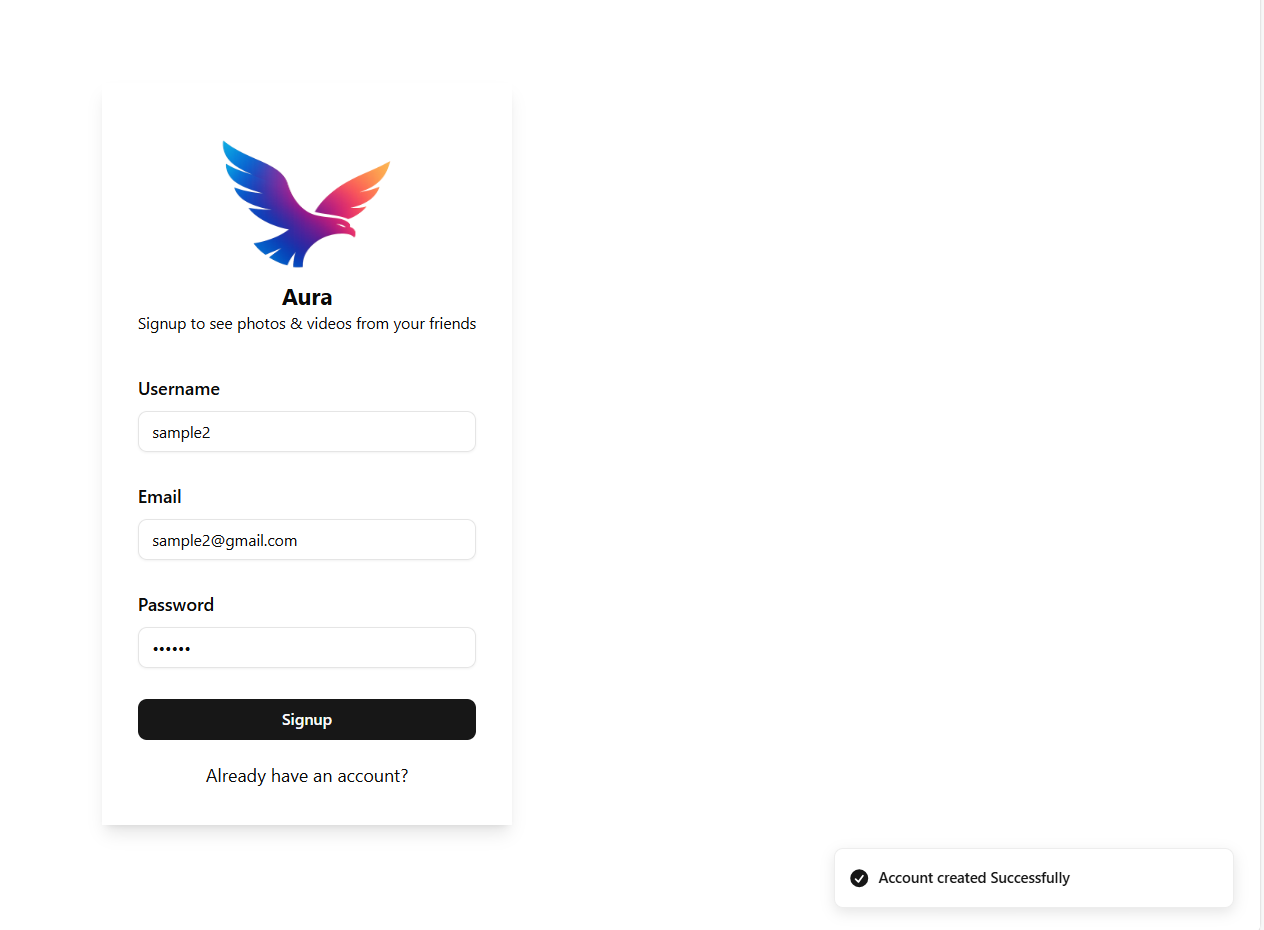 Aura
Signup to see photos & videos from your friends
Username
sample2
Email
sample2@gmail.com
Password
••••••
Signup
Already have an account?
Account created Successfully